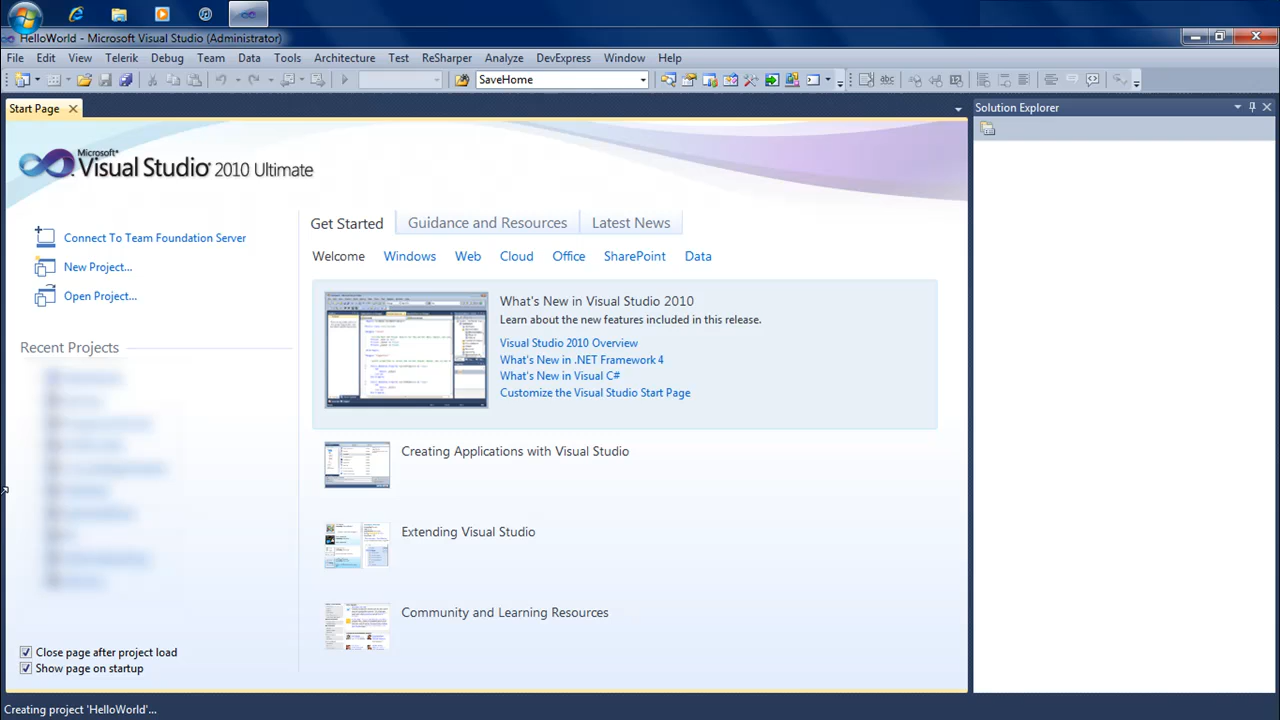 HelloWorld - Microsoft Visual Studio (Administrator)
File Edit View Telerik Debug Team Data Tools Architecture Test ReSharper Analyze DevExpress Window Help
SaveHome
Start Page
Solution Explorer
Microsoft®
Visual Studio® 2010 Ultimate
Connect To Team Foundation Server
New Project...
Open Project...
Recent Projec
Get Started Guidance and Resources Latest News
Welcome Windows Web Cloud Office SharePoint Data
What's New in Visual Studio 2010
Learn about the new features included in this release.
Visual Studio 2010 Overview
What's New in .NET Framework 4
What's New in Visual C#
Customize the Visual Studio Start Page
Creating Applications with Visual Studio
Extending Visual Studio
Community and Learning Resources
Close page after project load
Show page on startup
Creating project 'HelloWorld'...